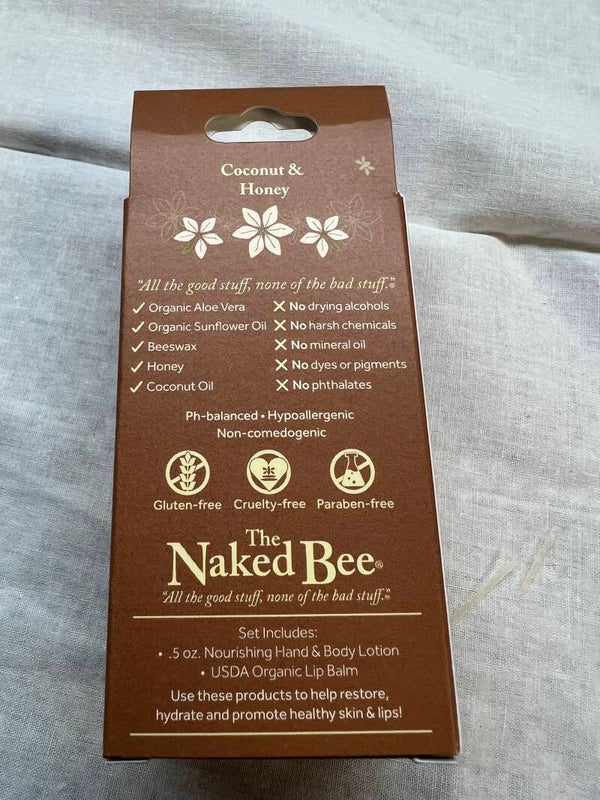 Coconut &
Honey
"All the good stuff, none of the bad stuff."®
✓ Organic Aloe Vera
✓ Organic Sunflower Oil
✓ Beeswax
✓ Honey
✓ Coconut Oil
✕ No drying alcohols
✕ No harsh chemicals
✕ No mineral oil
✕ No dyes or pigments
✕ No phthalates
Ph-balanced • Hypoallergenic
Non-comedogenic
Gluten-free
Cruelty-free
Paraben-free
The
Naked Bee®
"All the good stuff, none of the bad stuff."®
Set Includes:
• .5 oz. Nourishing Hand & Body Lotion
• USDA Organic Lip Balm
Use these products to help restore,
hydrate and promote healthy skin & lips!